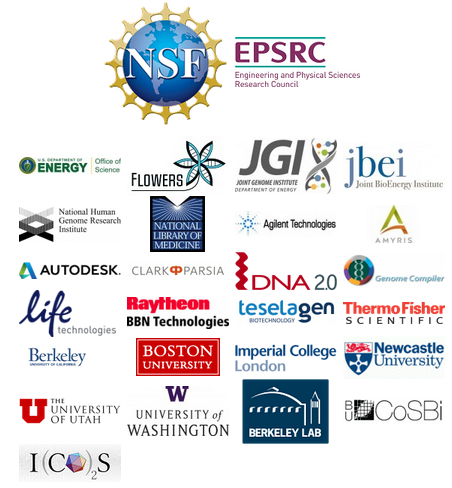 NSF
EPSRC
Engineering and Physical Sciences
Research Council
U.S. DEPARTMENT OF
ENERGY
Office of
Science
FLOWERS
JGI
JOINT GENOME INSTITUTE
DEPARTMENT OF ENERGY
jbei
Joint BioEnergy Institute
National Human
Genome Research
Institute
NATIONAL
LIBRARY OF
MEDICINE
Agilent Technologies
AMYRIS
AUTODESK.
CLARK PARSIA
DNA 2.0
Genome Compiler
life
technologies
Raytheon
BBN Technologies
teselagen
BIOTECHNOLOGY
ThermoFisher
SCIENTIFIC
Berkeley
UNIVERSITY OF CALIFORNIA
BOSTON
UNIVERSITY
Imperial College
London
Newcastle
University
U
THE
UNIVERSITY
OF UTAH
W
UNIVERSITY of
WASHINGTON
BERKELEY LAB
BU
CoSBi
I(CO)2S